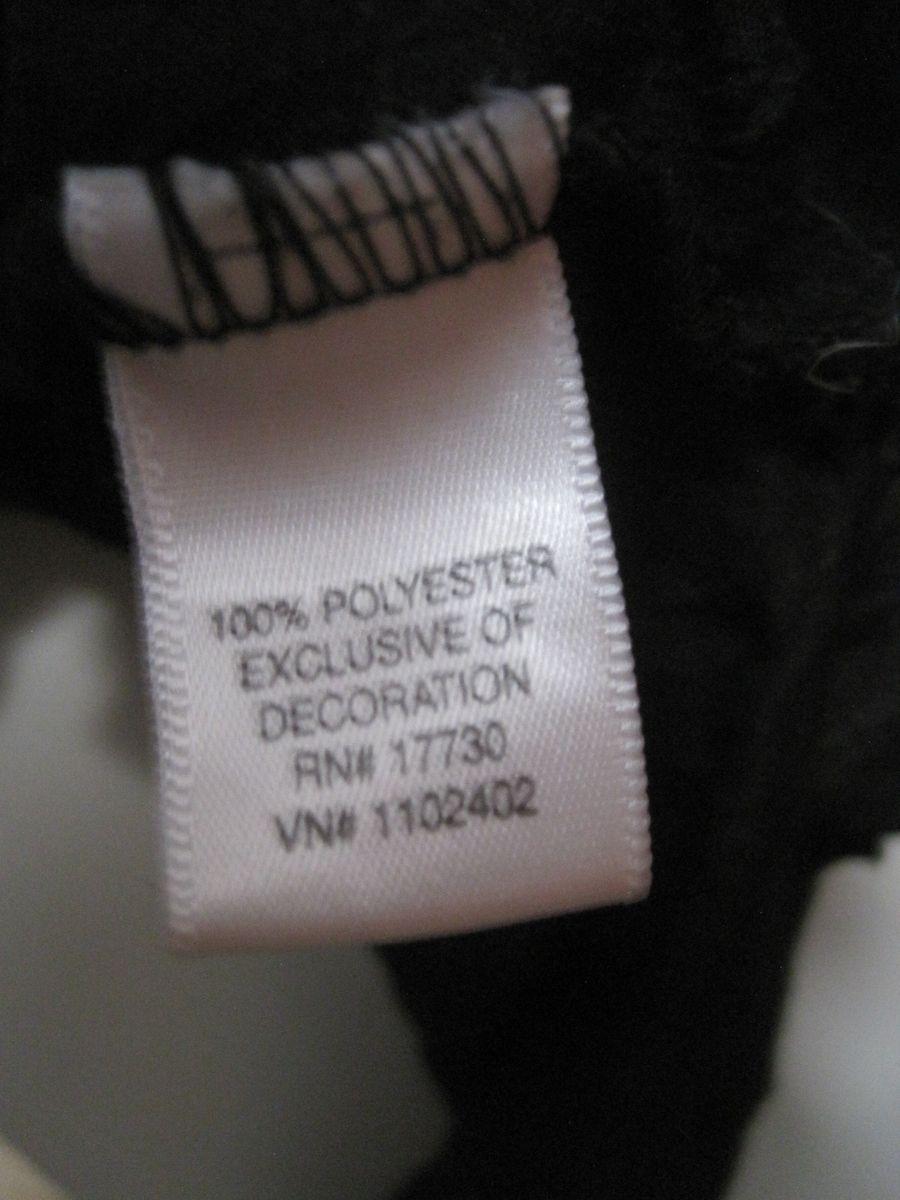 100% POLYESTER
EXCLUSIVE OF
DECORATION
RN# 17730
VN# 1102402